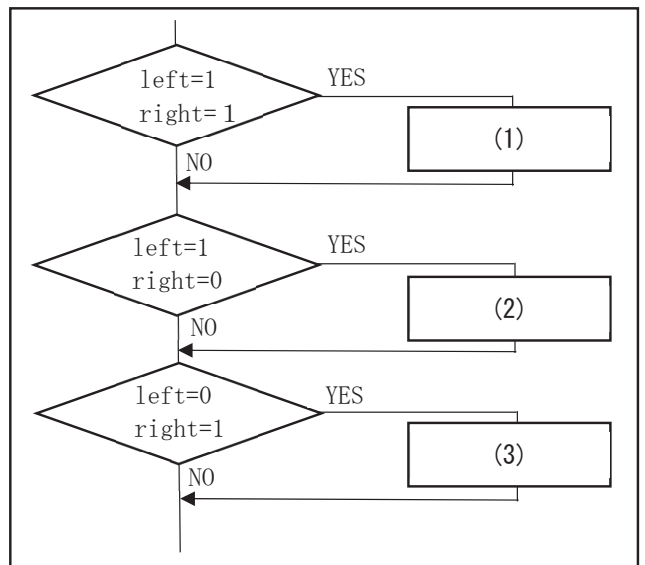 left=1
right=1
YES
(1)
NO
left=1
right=0
YES
(2)
NO
left=0
right=1
YES
(3)
NO